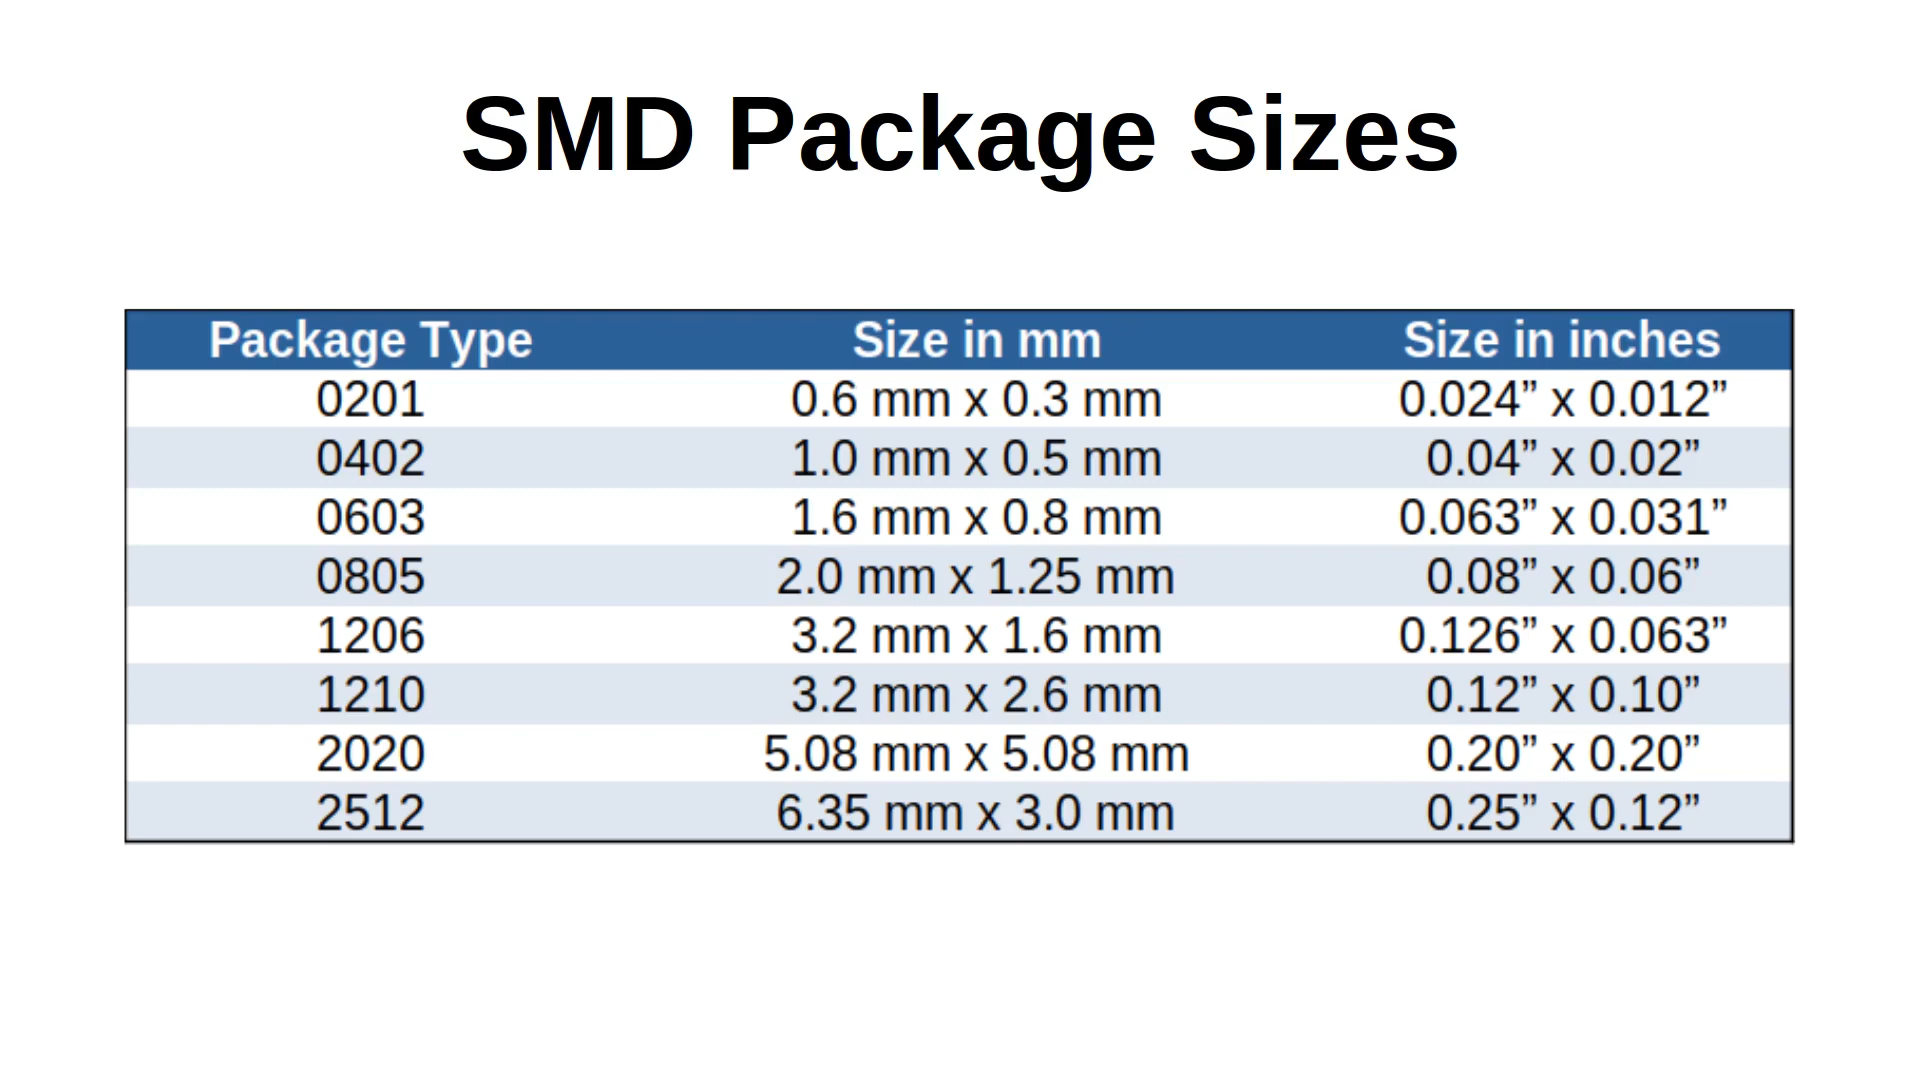 SMD Package Sizes
Package Type Size in mm Size in inches
0201 0.6 mm x 0.3 mm 0.024” x 0.012”
0402 1.0 mm x 0.5 mm 0.04” x 0.02”
0603 1.6 mm x 0.8 mm 0.063” x 0.031”
0805 2.0 mm x 1.25 mm 0.08” x 0.06”
1206 3.2 mm x 1.6 mm 0.126” x 0.063”
1210 3.2 mm x 2.6 mm 0.12” x 0.10”
2020 5.08 mm x 5.08 mm 0.20” x 0.20”
2512 6.35 mm x 3.0 mm 0.25” x 0.12”